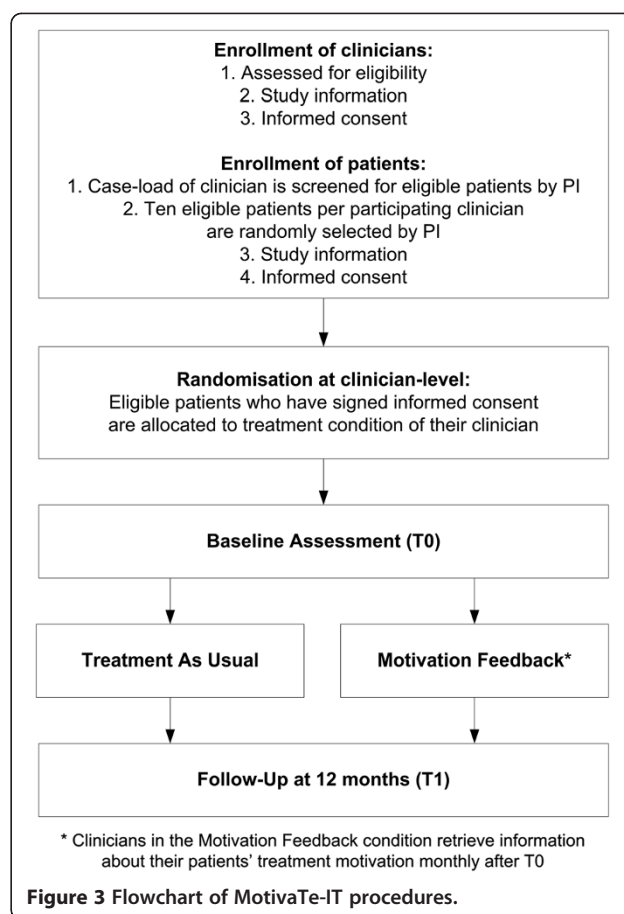 Enrollment of clinicians:
1. Assessed for eligibility
2. Study information
3. Informed consent
Enrollment of patients:
1. Case-load of clinician is screened for eligible patients by PI
2. Ten eligible patients per participating clinician
are randomly selected by PI
3. Study information
4. Informed consent
Randomisation at clinician-level:
Eligible patients who have signed informed consent
are allocated to treatment condition of their clinician
Baseline Assessment (T0)
Treatment As Usual
Motivation Feedback*
Follow-Up at 12 months (T1)
* Clinicians in the Motivation Feedback condition retrieve information
about their patients' treatment motivation monthly after T0
Figure 3 Flowchart of MotivaTe-IT procedures.